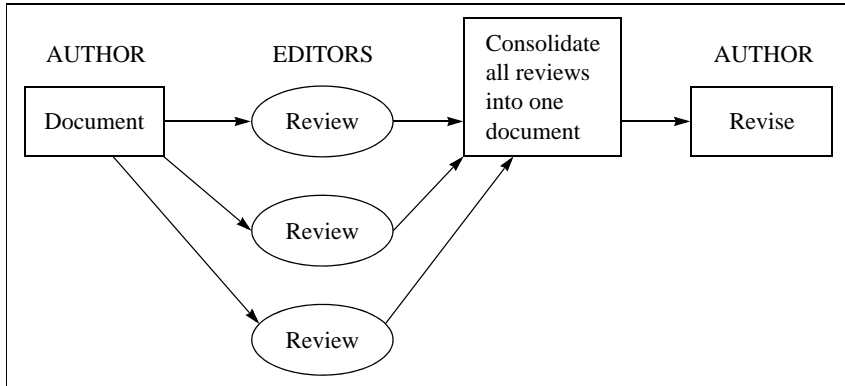 AUTHOR
Document
EDITORS
Review
Review
Review
Consolidate
all reviews
into one
document
AUTHOR
Revise